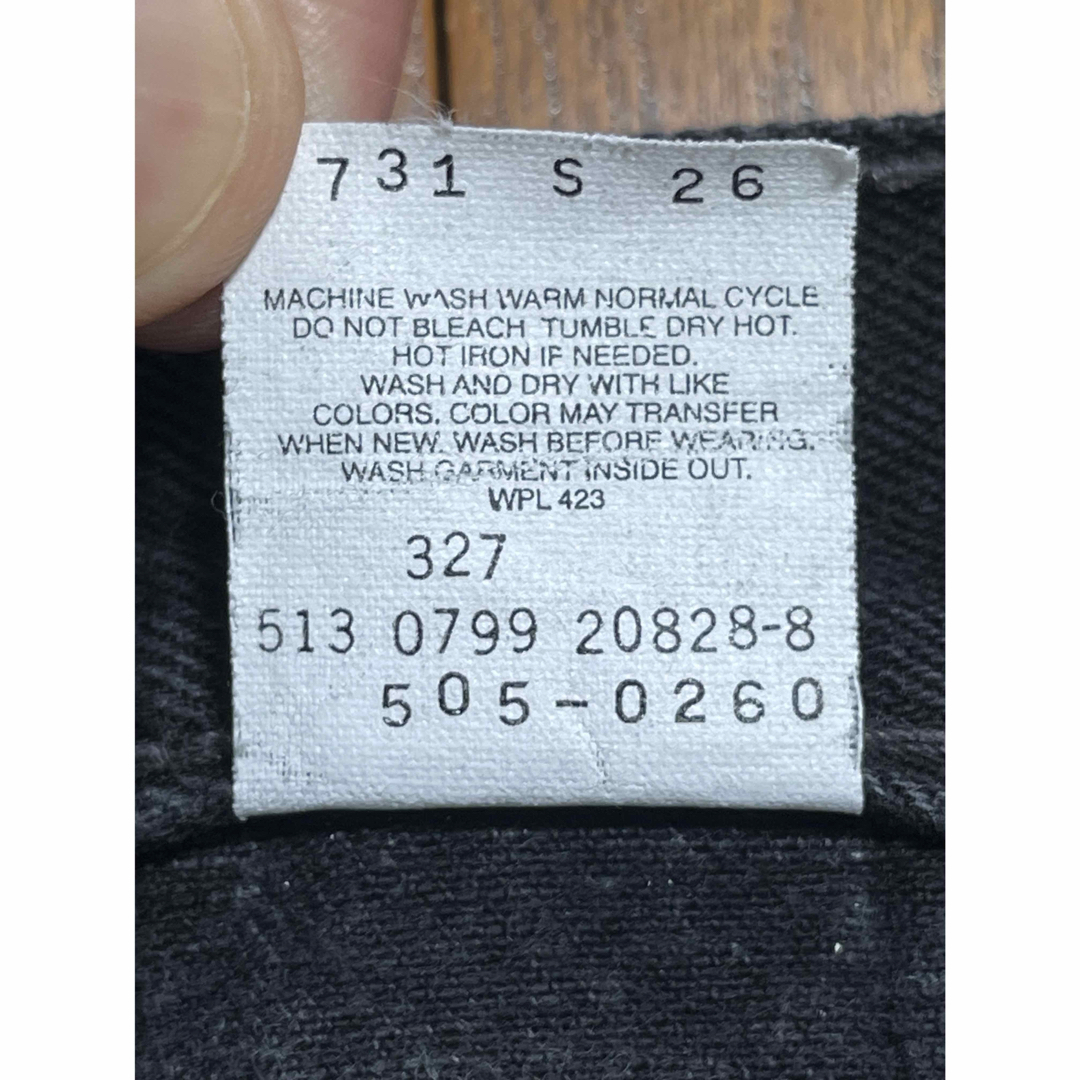 731 S 26
MACHINE WASH WARM NORMAL CYCLE
DO NOT BLEACH TUMBLE DRY HOT.
HOT IRON IF NEEDED.
WASH AND DRY WITH LIKE
COLORS. COLOR MAY TRANSFER
WHEN NEW. WASH BEFORE WEARING.
WASH GARMENT INSIDE OUT.
WPL 423
327
513 0799 20828-8
505-0260